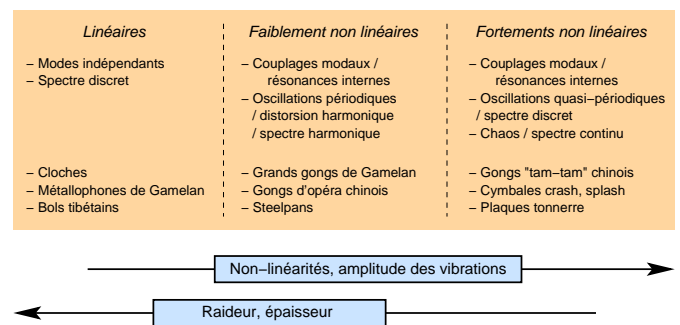 Linéaires
– Modes indépendants
– Spectre discret
– Cloches
– Métallophones de Gamelan
– Bols tibétains
Faiblement non linéaires
– Couplages modaux /
résonances internes
– Oscillations périodiques
/ distorsion harmonique
/ spectre harmonique
– Grands gongs de Gamelan
– Gongs d'opéra chinois
– Steelpans
Fortements non linéaires
– Couplages modaux /
résonances internes
– Oscillations quasi–périodiques
/ spectre discret
– Chaos / spectre continu
– Gongs "tam–tam" chinois
– Cymbales crash, splash
– Plaques tonnerre
Non–linéarités, amplitude des vibrations
Raideur, épaisseur